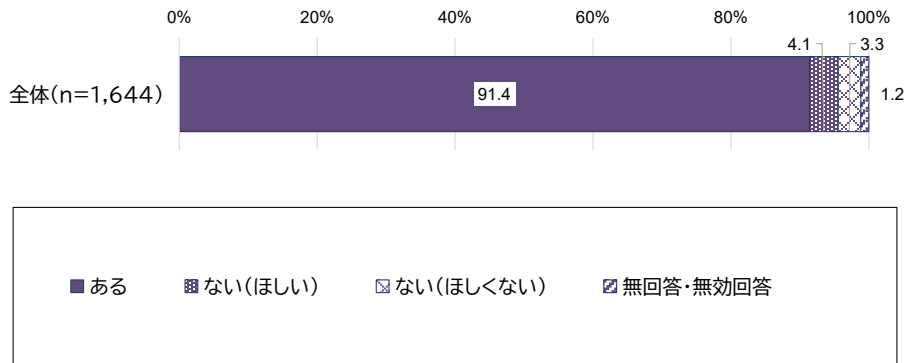 0% 20% 40% 60% 80% 100%
4.1 3.3
全体(n=1,644) 91.4 1.2
ある ない(ほしい) ない(ほしくない) 無回答・無効回答